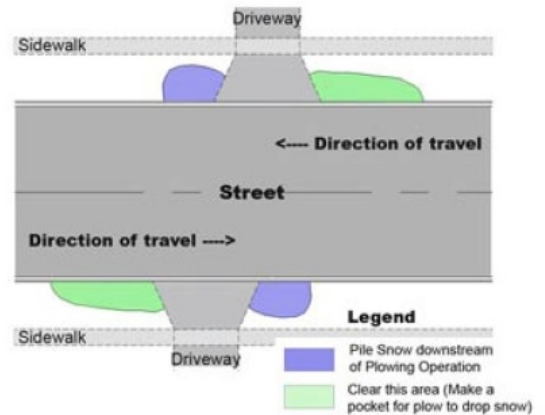 Driveway
Sidewalk
<---- Direction of travel
Street
Direction of travel ---->
Legend
Sidewalk
Driveway
Pile Snow downstream
of Plowing Operation
Clear this area (Make a
pocket for plow to drop snow)